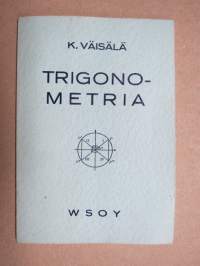 K. VÄISÄLÄ
TRIGONO-
METRIA
WSOY